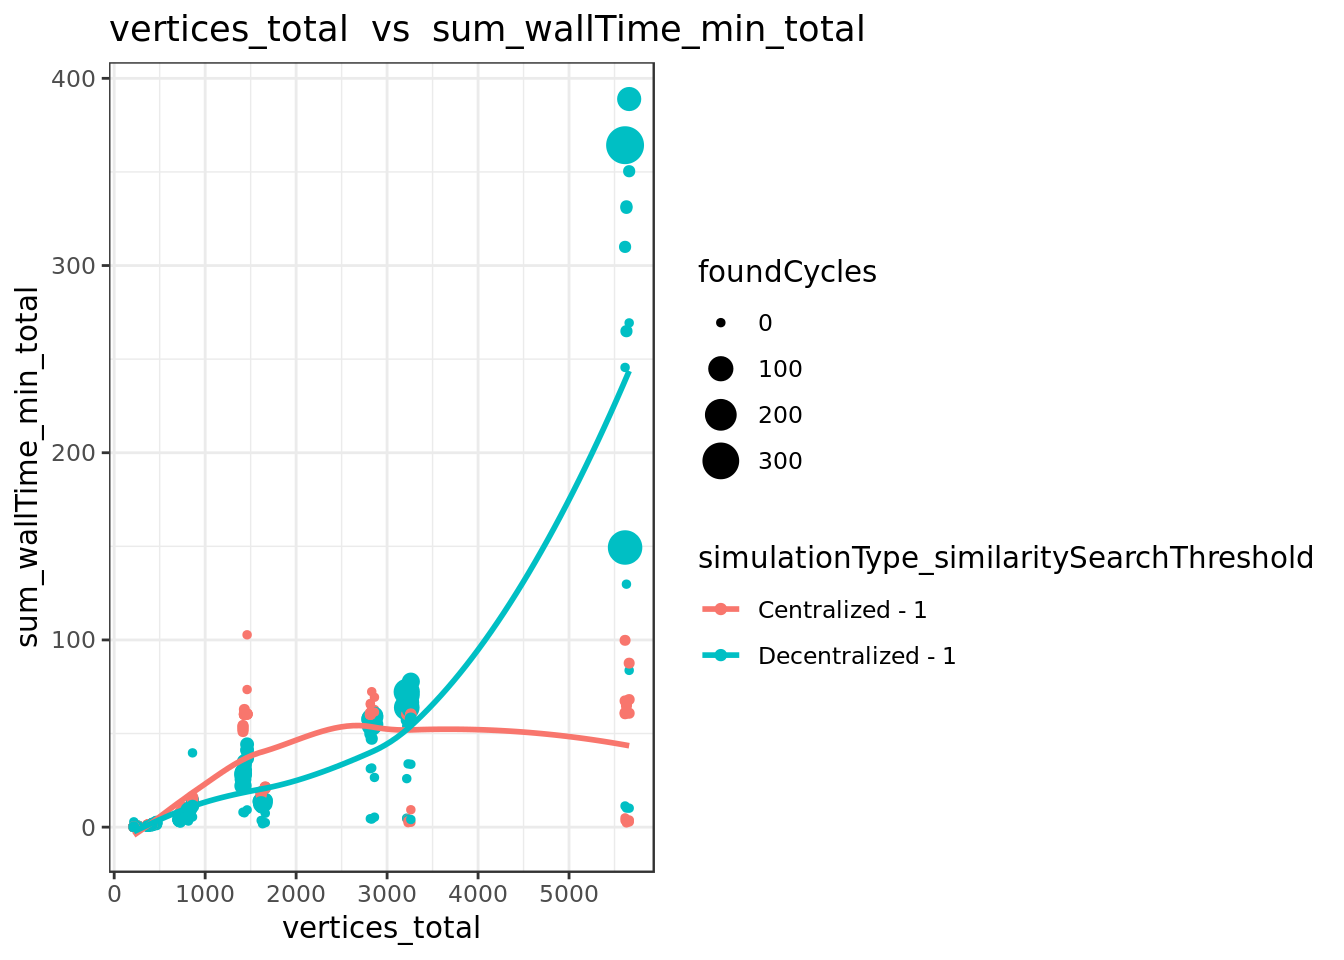 vertices_total vs sum_wallTime_min_total
sum_wallTime_min_total
400
300
200
100
0
0 1000 2000 3000 4000 5000
vertices_total
foundCycles
0
100
200
300
simulationType_similaritySearchThreshold
Centralized - 1
Decentralized - 1